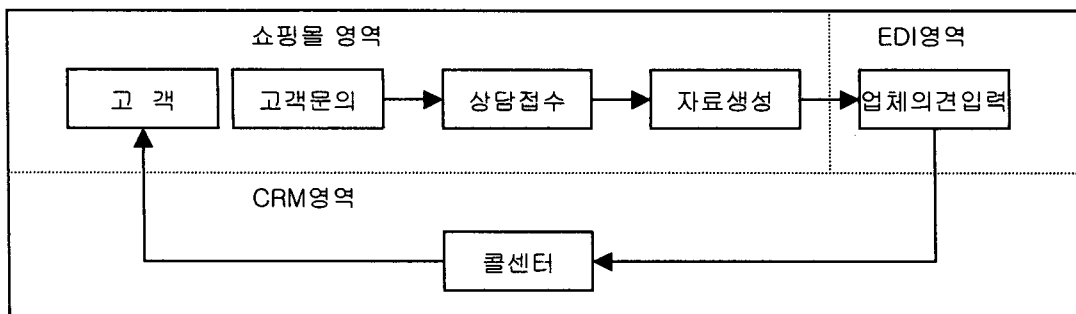 쇼핑몰 영역
EDI영역
고 객
고객문의
상담접수
자료생성
업체의견입력
CRM영역
콜센터